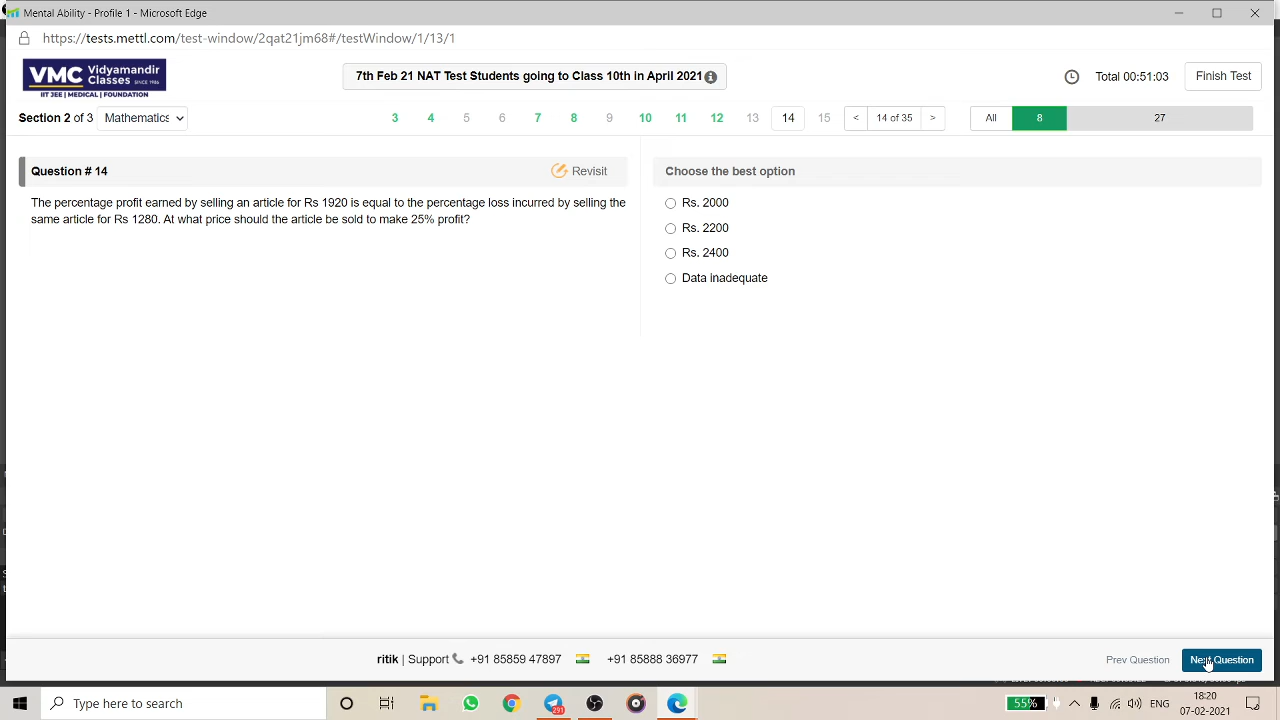 Mental Ability - Profile 1 - Microsoft Edge
https://tests.mettl.com/test-window/2qat21jm68#/testWindow/1/13/1
VMC Vidyamandir Classes SINCE 1986
IIT JEE | MEDICAL | FOUNDATION
7th Feb 21 NAT Test Students going to Class 10th in April 2021
Total 00:51:03
Finish Test
Section 2 of 3 Mathematics
3 4 5 6 7 8 9 10 11 12 13 14 15 < 14 of 35 > All 8 27
Question # 14
Revisit
The percentage profit earned by selling an article for Rs 1920 is equal to the percentage loss incurred by selling the
same article for Rs 1280. At what price should the article be sold to make 25% profit?
Choose the best option
Rs. 2000
Rs. 2200
Rs. 2400
Data inadequate
ritik | Support +91 85859 47897 +91 85888 36977
Prev Question
Next Question
Type here to search
291
55%
ENG
18:20
07-02-2021